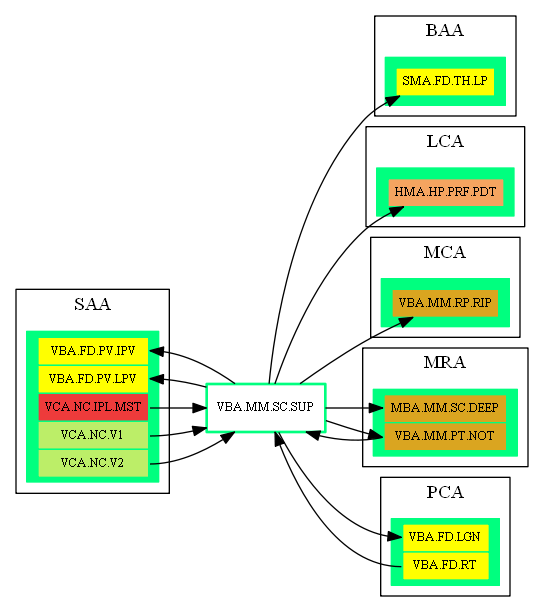 BAA
SMA.FD.TH.LP
LCA
HMA.HP.PRF.PDT
MCA
VBA.MM.RP.RIP
SAA
VBA.FD.PV.IPV
VBA.FD.PV.LPV
VCA.NC.IPL.MST
VCA.NC.V1
VCA.NC.V2
VBA.MM.SC.SUP
MRA
MBA.MM.SC.DEEP
VBA.MM.PT.NOT
PCA
VBA.FD.LGN
VBA.FD.RT